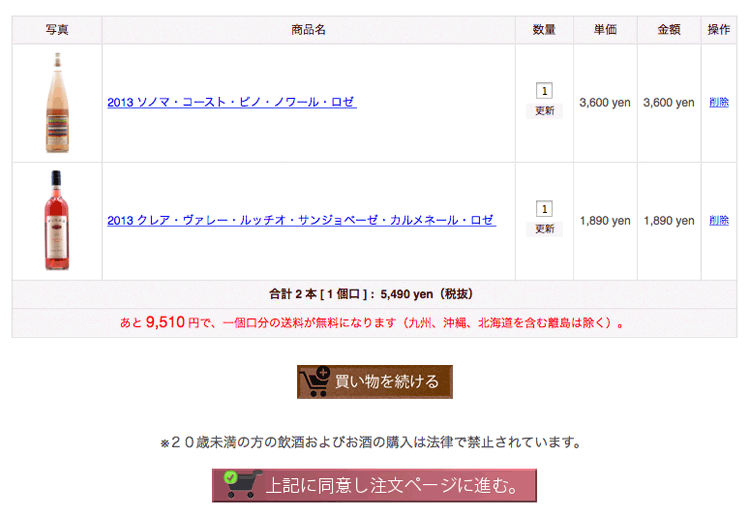 写真 商品名 数量 単価 金額 操作
2013 ソノマ・コースト・ピノ・ノワール・ロゼ 1 3,600 yen 3,600 yen 削除
更新
2013 クレア・ヴァレー・ルッチオ・サンジョベーゼ・カルメネール・ロゼ 1 1,890 yen 1,890 yen 削除
更新
合計 2 本 [ 1 個口 ] : 5,490 yen（税抜）
あと 9,510 円で、一個口分の送料が無料になります（九州、沖縄、北海道を含む離島は除く）。
買い物を続ける
※２０歳未満の方の飲酒およびお酒の購入は法律で禁止されています。
上記に同意し注文ページに進む。